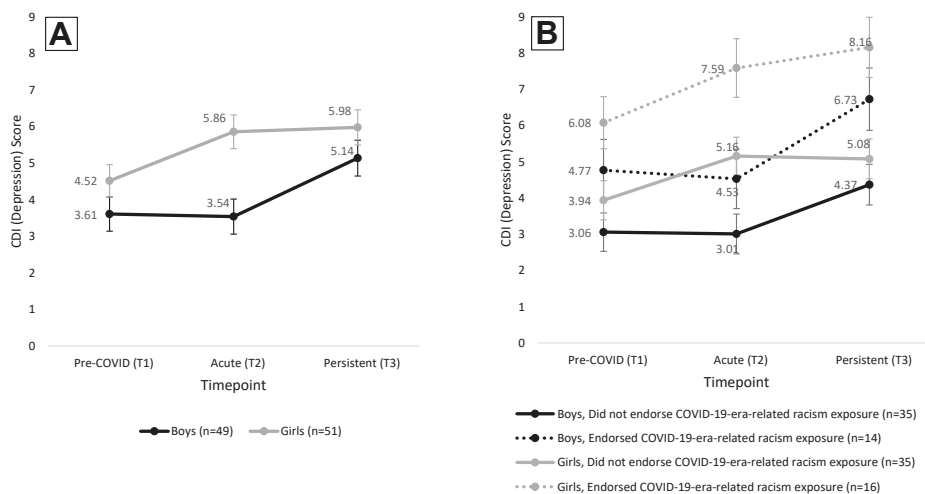 A
9
8
7
6
5
4
3
2
1
0
CDI (Depression) Score
4.52
5.86
5.98
3.61
3.54
5.14
Pre-COVID (T1) Acute (T2) Persistent (T3)
Timepoint
Boys (n=49) Girls (n=51)
B
9
8
7
6
5
4
3
2
1
0
CDI (Depression) Score
6.08
7.59
8.16
4.77
4.53
6.73
3.94
5.16
5.08
3.06
3.01
4.37
Pre-COVID (T1) Acute (T2) Persistent (T3)
Timepoint
Boys, Did not endorse COVID-19-era-related racism exposure (n=35)
Boys, Endorsed COVID-19-era-related racism exposure (n=14)
Girls, Did not endorse COVID-19-era-related racism exposure (n=35)
Girls, Endorsed COVID-19-era-related racism exposure (n=16)